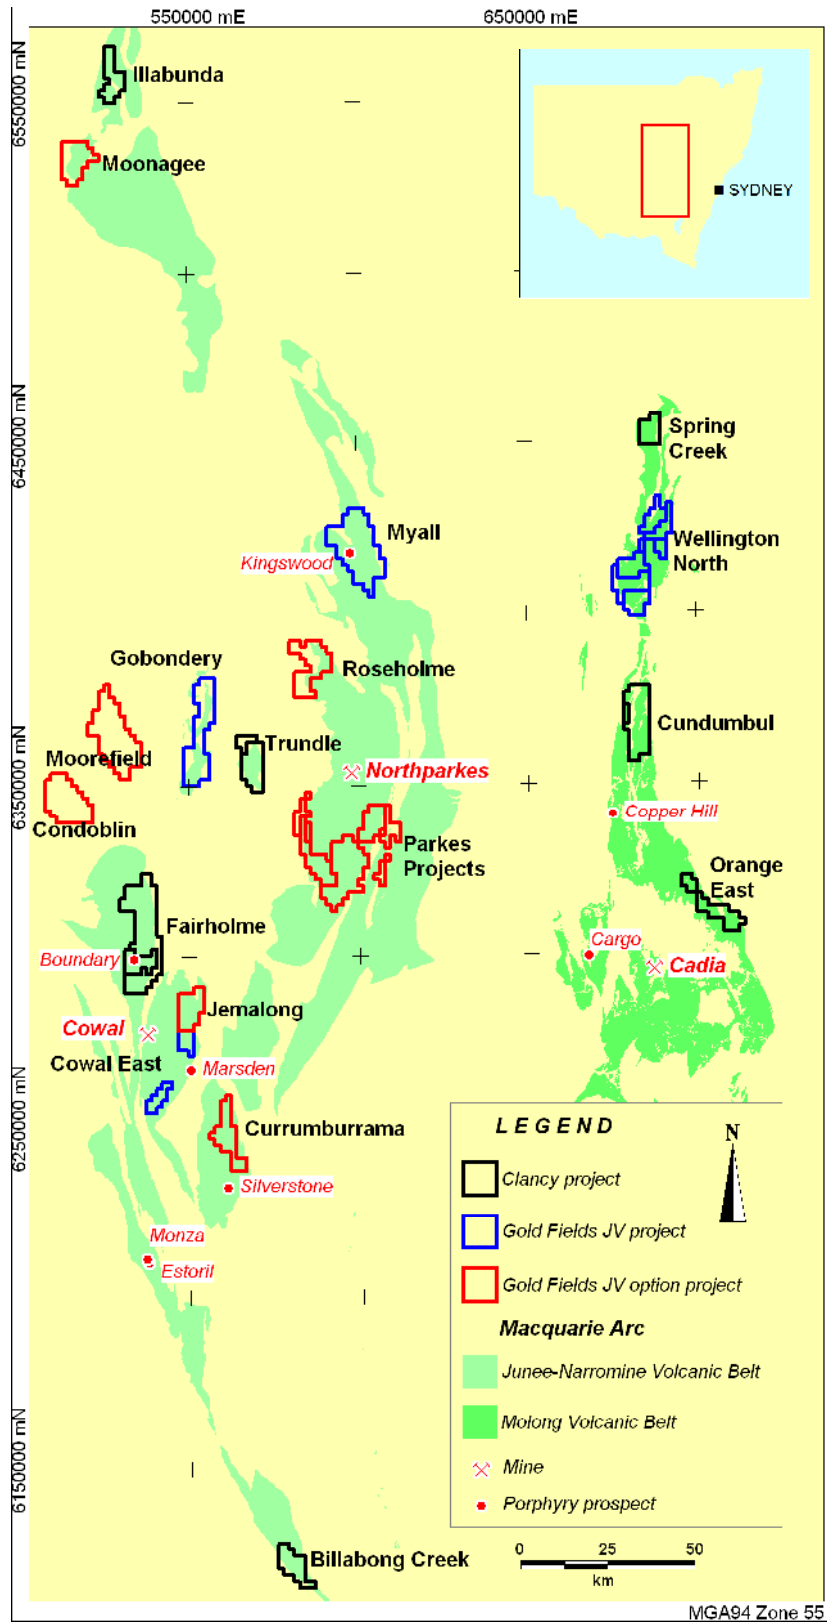 550000 mE
650000 mE
6550000 mN
Illabunda
Moonagee
SYDNEY
6450000 mN
Spring
Creek
Myall
Kingswood
Wellington
North
Gobondery
Roseholme
Cundumbul
Trundle
Moorefield
Northparkes
6350000 mN
Condoblin
Copper Hill
Parkes
Projects
Orange
East
Fairholme
Boundary
Cargo
Cadia
Jemalong
Cowal
Cowal East
Marsden
6250000 mN
Currumburrama
Silverstone
Monza
Estoril
LEGEND
N
Clancy project
Gold Fields JV project
Gold Fields JV option project
Macquarie Arc
Junee-Narromine Volcanic Belt
Molong Volcanic Belt
Mine
Porphyry prospect
6150000 mN
Billabong Creek
0 25 50
km
MGA94 Zone 55